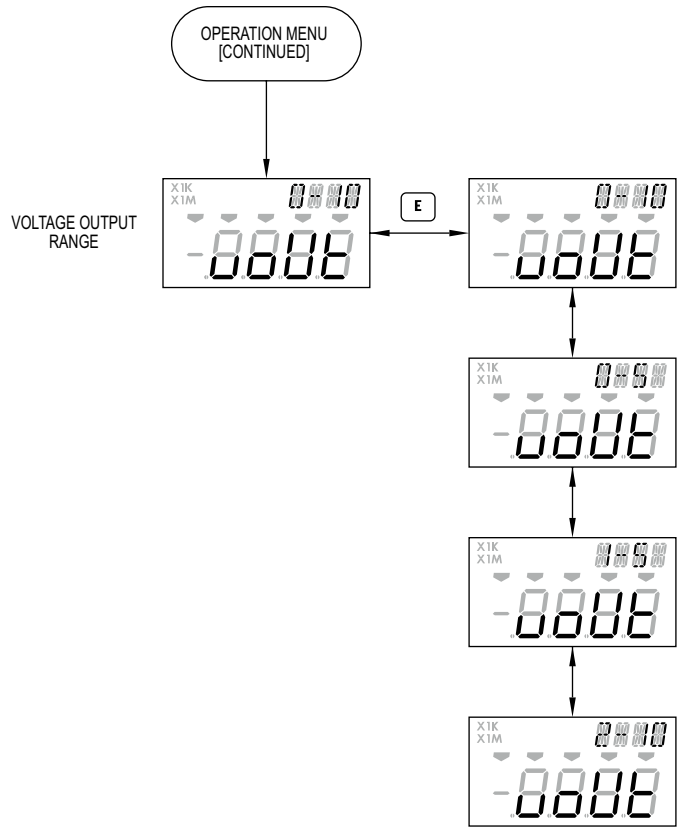 OPERATION MENU
[CONTINUED]
VOLTAGE OUTPUT
RANGE
X1K
X1M
0-10
uoUt
E
X1K
X1M
0-10
uoUt
X1K
X1M
0-5
uoUt
X1K
X1M
1-5
uoUt
X1K
X1M
2-10
uoUt